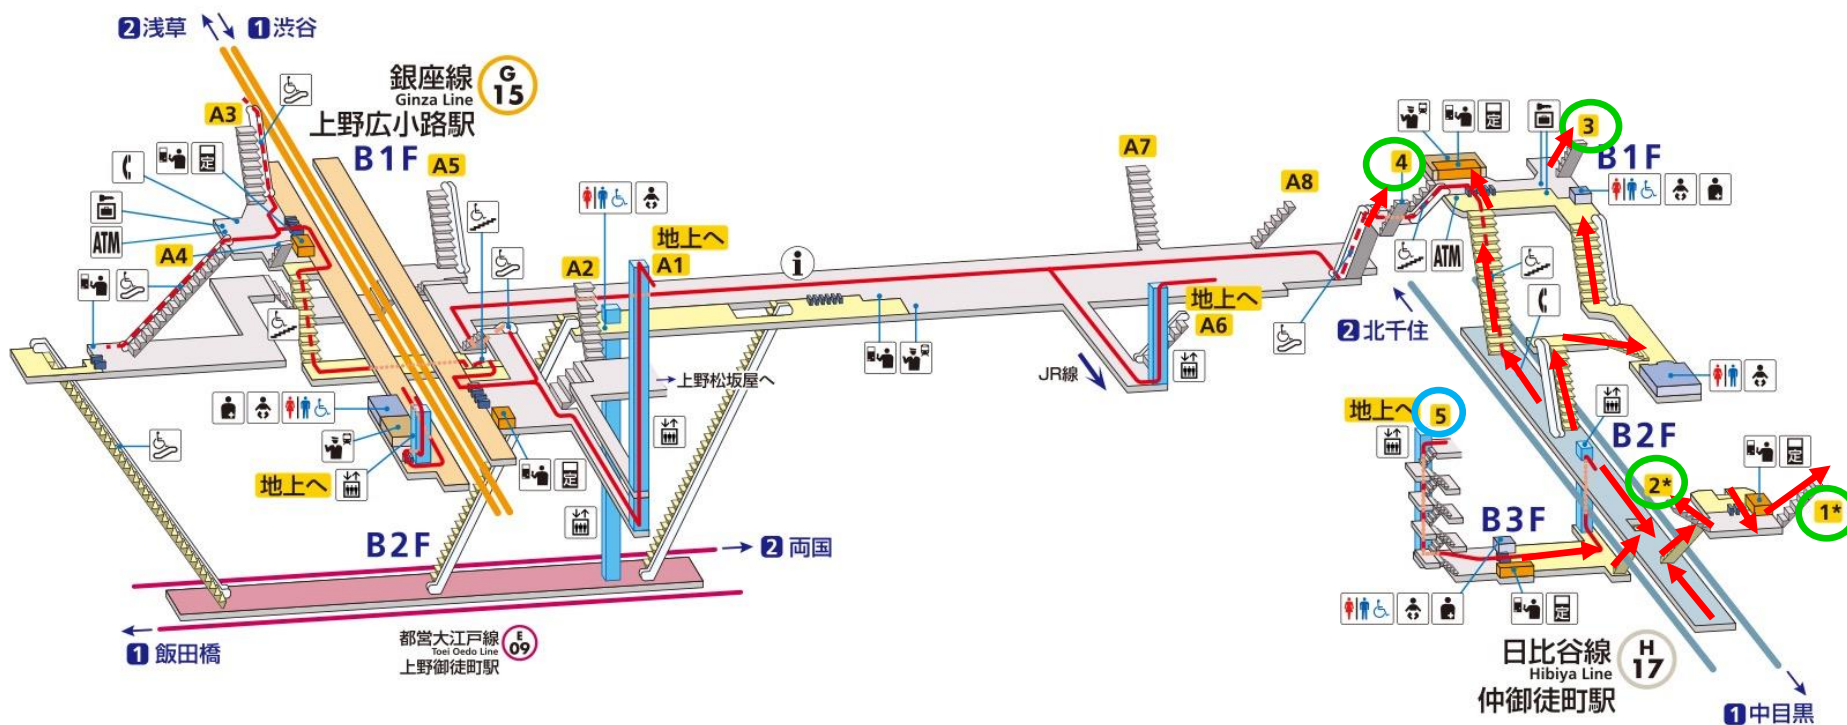 2 浅草
1 渋谷
銀座線
Ginza Line
G
15
上野広小路駅
B1F
A3
定
A5
ATM
A4
地上へ
A1
A2
i
A7
A8
地上へ
A6
上野松坂屋へ
JR線
地上へ
定
B2F
2 両国
1 飯田橋
都営大江戸線
Toei Oedo Line
E
09
上野御徒町駅
4
定
3
B1F
ATM
2 北千住
地上へ 5
B2F
2*
定
1*
B3F
定
日比谷線
Hibiya Line
H
17
仲御徒町駅
1 中目黒